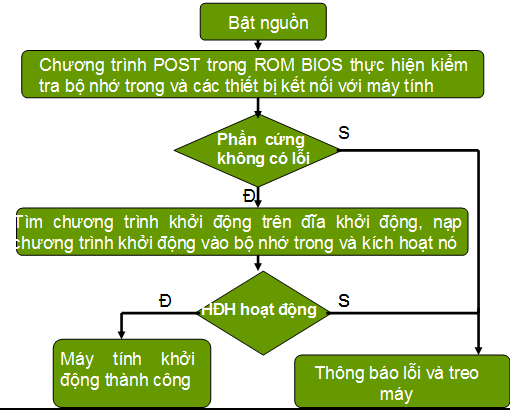 Bật nguồn
Chương trình POST trong ROM BIOS thực hiện kiểm
tra bộ nhớ trong và các thiết bị kết nối với máy tính
Phần cứng
không có lỗi
S
Đ
Tìm chương trình khởi động trên đĩa khởi động, nạp
chương trình khởi động vào bộ nhớ trong và kích hoạt nó
Đ
HĐH hoạt động
S
Máy tính khởi
động thành công
Thông báo lỗi và treo
máy